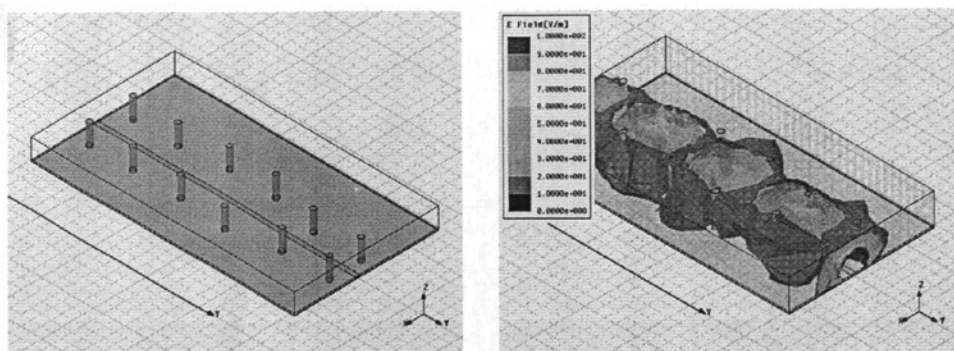 Y
Z
X
Y
E Field[V/m]
1.0000e+002
9.0000e+001
8.0000e+001
7.0000e+001
6.0000e+001
5.0000e+001
4.0000e+001
3.0000e+001
2.0000e+001
1.0000e+001
0.0000e+000
Y
Z
X
Y